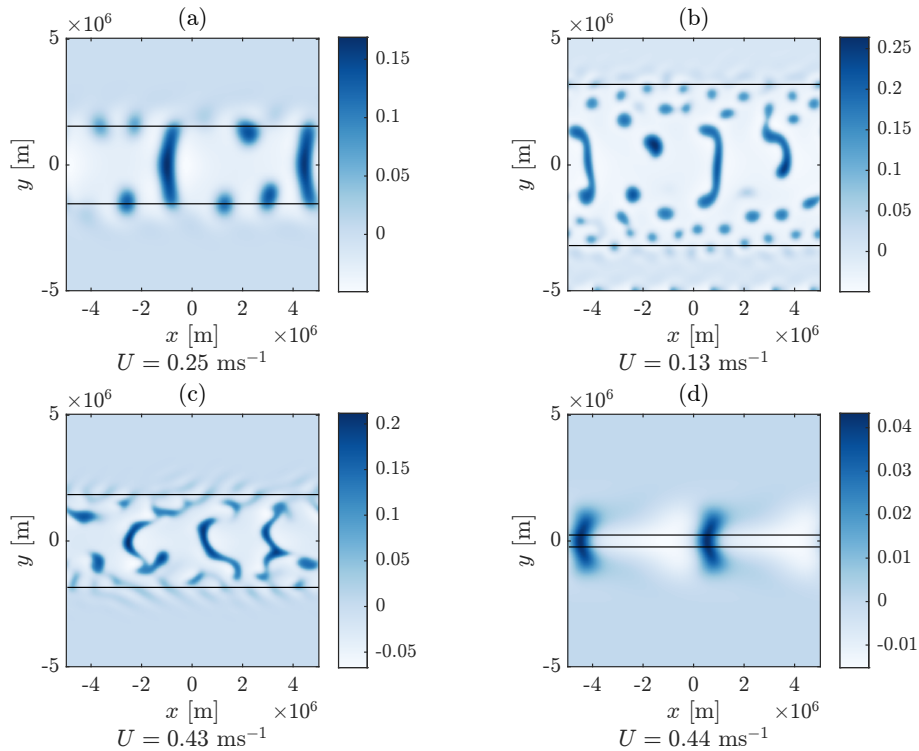 (a)
×10⁶
5
0
-5
y [m]
-4 -2 0 2 4
x [m] ×10⁶
0.15
0.1
0.05
0
U = 0.25 ms⁻¹
(b)
×10⁶
5
0
-5
y [m]
-4 -2 0 2 4
x [m] ×10⁶
0.25
0.2
0.15
0.1
0.05
0
U = 0.13 ms⁻¹
(c)
×10⁶
5
0
-5
y [m]
-4 -2 0 2 4
x [m] ×10⁶
0.2
0.15
0.1
0.05
0
-0.05
U = 0.43 ms⁻¹
(d)
×10⁶
5
0
-5
y [m]
-4 -2 0 2 4
x [m] ×10⁶
0.04
0.03
0.02
0.01
0
-0.01
U = 0.44 ms⁻¹